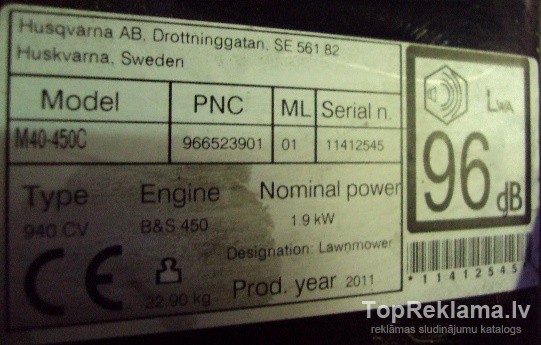 Husqvarna AB, Drottninggatan, SE 561 82
Huskvarna, Sweden
Model PNC ML Serial n.
M40-450C 966523901 01 11412545
Type Engine Nominal power
940 CV B&S 450 1.9 kW
Designation: Lawnmower
CE 22.90 kg Prod. year 2011
LWA
96 dB
*11412545
TopReklama.lv
reklāmas sludinājumu katalogs